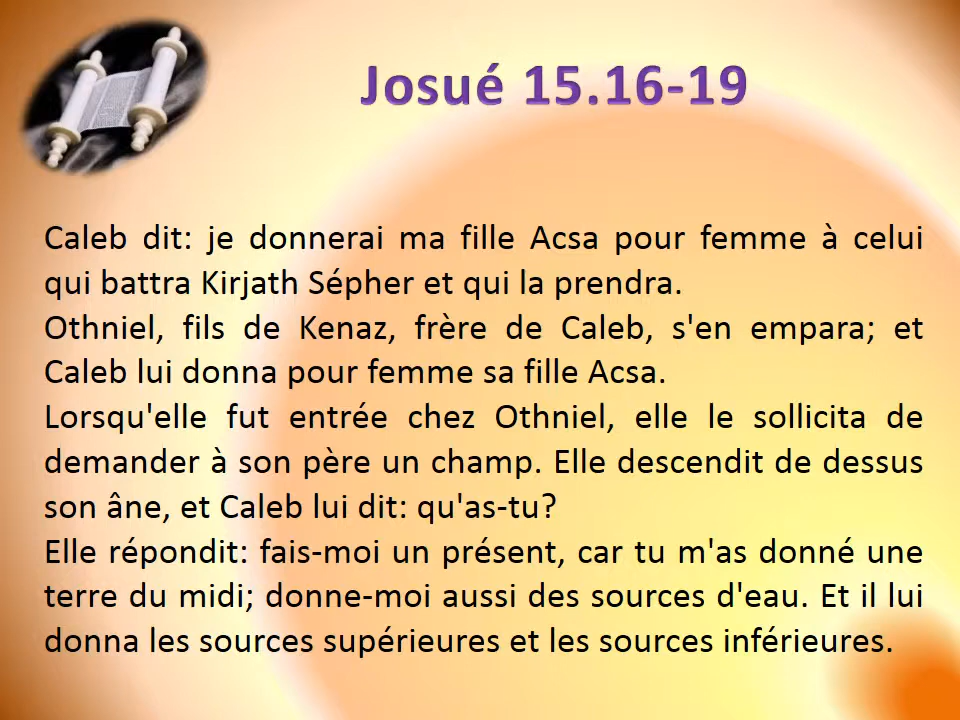 Josué 15.16-19
Caleb dit: je donnerai ma fille Acsa pour femme à celui
qui battra Kirjath Sépher et qui la prendra.
Othniel, fils de Kenaz, frère de Caleb, s'en empara; et
Caleb lui donna pour femme sa fille Acsa.
Lorsqu'elle fut entrée chez Othniel, elle le sollicita de
demander à son père un champ. Elle descendit de dessus
son âne, et Caleb lui dit: qu'as-tu?
Elle répondit: fais-moi un présent, car tu m'as donné une
terre du midi; donne-moi aussi des sources d'eau. Et il lui
donna les sources supérieures et les sources inférieures.